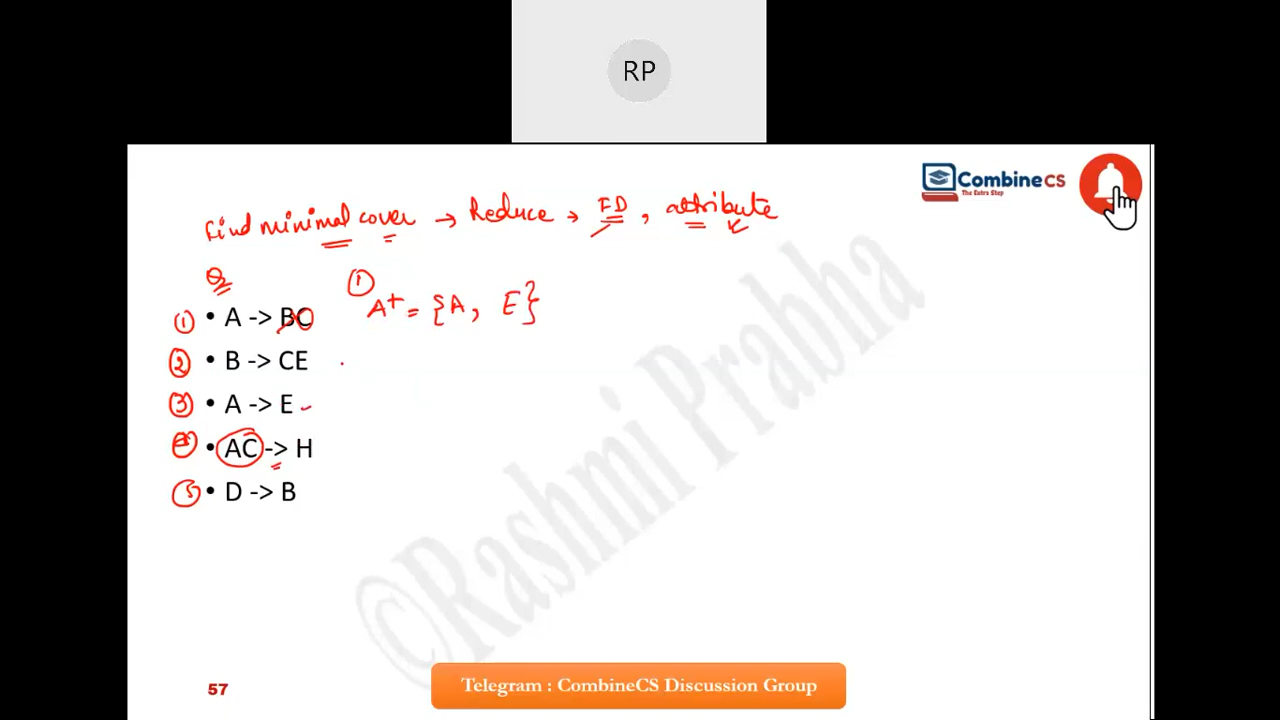 RP
CombineCS
The Extra Step
Find minimal cover → Reduce → FD, attribute
Q
① • A -> BC
① A+ = {A, E}
② • B -> CE
③ • A -> E
④ • AC -> H
⑤ • D -> B
©Rashmi Prabha
57
Telegram : CombineCS Discussion Group